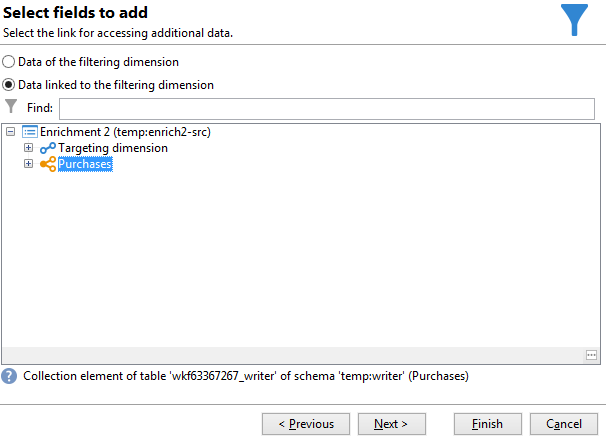 Select fields to add
Select the link for accessing additional data.
Data of the filtering dimension
Data linked to the filtering dimension
Find:
Enrichment 2 (temp:enrich2-src)
Targeting dimension
Purchases
Collection element of table 'wkf63367267_writer' of schema 'temp:writer' (Purchases)
< Previous Next > Finish Cancel